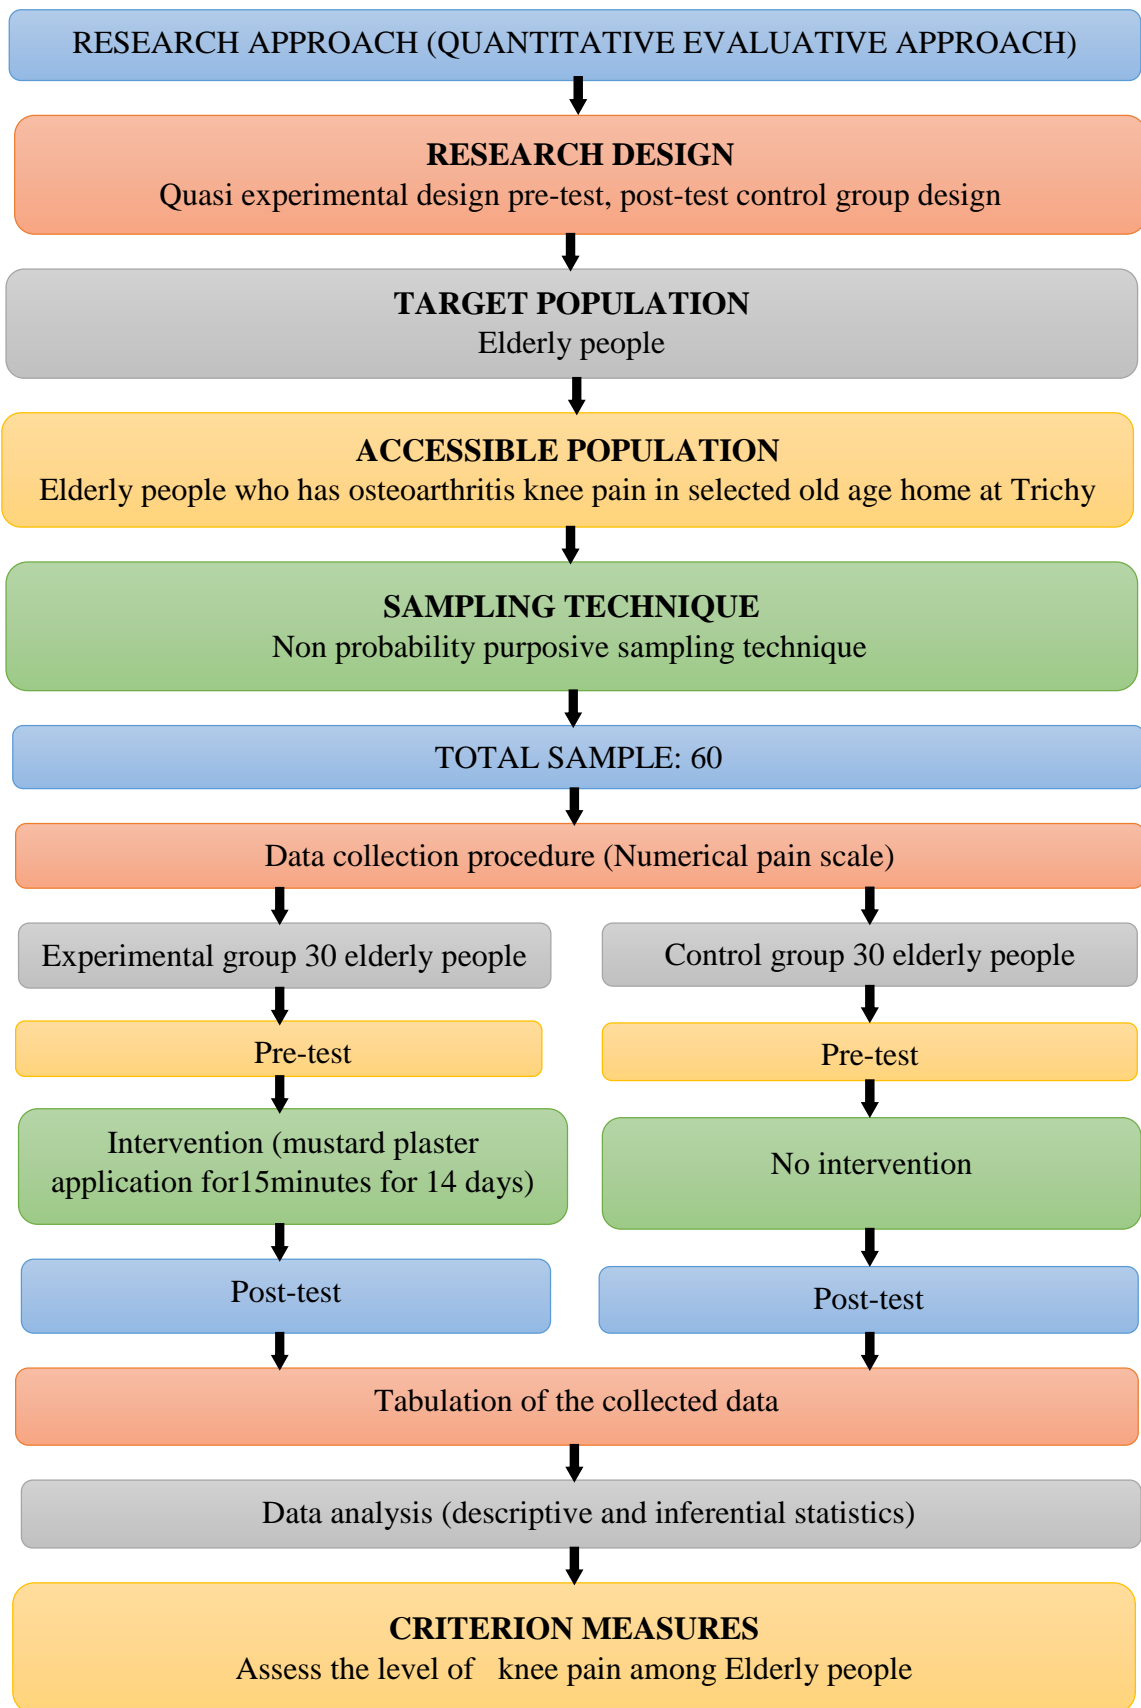 RESEARCH APPROACH (QUANTITATIVE EVALUATIVE APPROACH)
RESEARCH DESIGN
Quasi experimental design pre-test, post-test control group design
TARGET POPULATION
Elderly people
ACCESSIBLE POPULATION
Elderly people who has osteoarthritis knee pain in selected old age home at Trichy
SAMPLING TECHNIQUE
Non probability purposive sampling technique
TOTAL SAMPLE: 60
Data collection procedure (Numerical pain scale)
Experimental group 30 elderly people
Control group 30 elderly people
Pre-test
Pre-test
Intervention (mustard plaster
application for15minutes for 14 days)
No intervention
Post-test
Post-test
Tabulation of the collected data
Data analysis (descriptive and inferential statistics)
CRITERION MEASURES
Assess the level of   knee pain among Elderly people